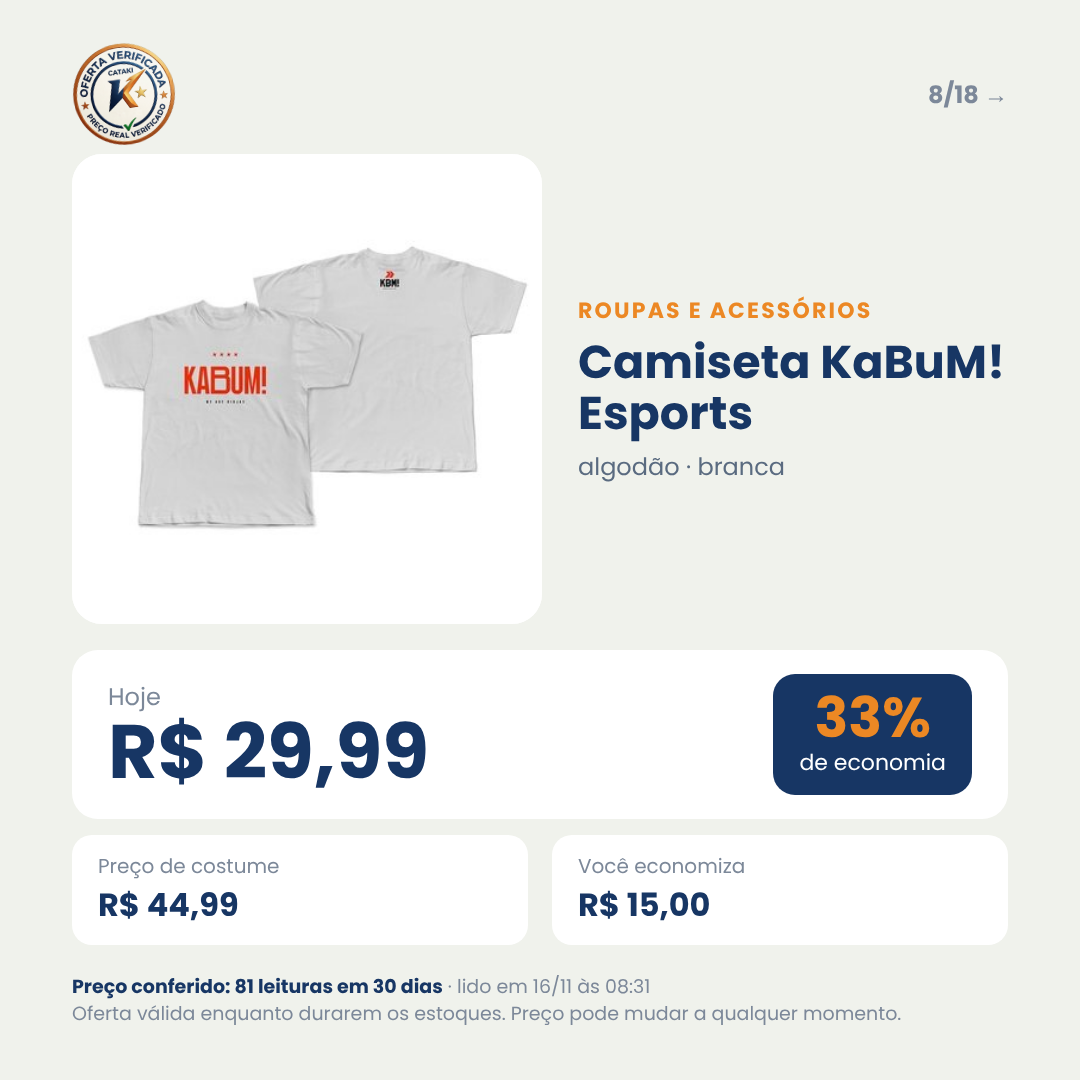 OFERTA VERIFICADA
CATAKI
K
PREÇO REAL VERIFICADO
8/18 →
KBM!
KABUM!
ROUPAS E ACESSÓRIOS
Camiseta KaBuM!
Esports
algodão · branca
Hoje
R$ 29,99
33%
de economia
Preço de costume
R$ 44,99
Você economiza
R$ 15,00
Preço conferido: 81 leituras em 30 dias · lido em 16/11 às 08:31
Oferta válida enquanto durarem os estoques. Preço pode mudar a qualquer momento.